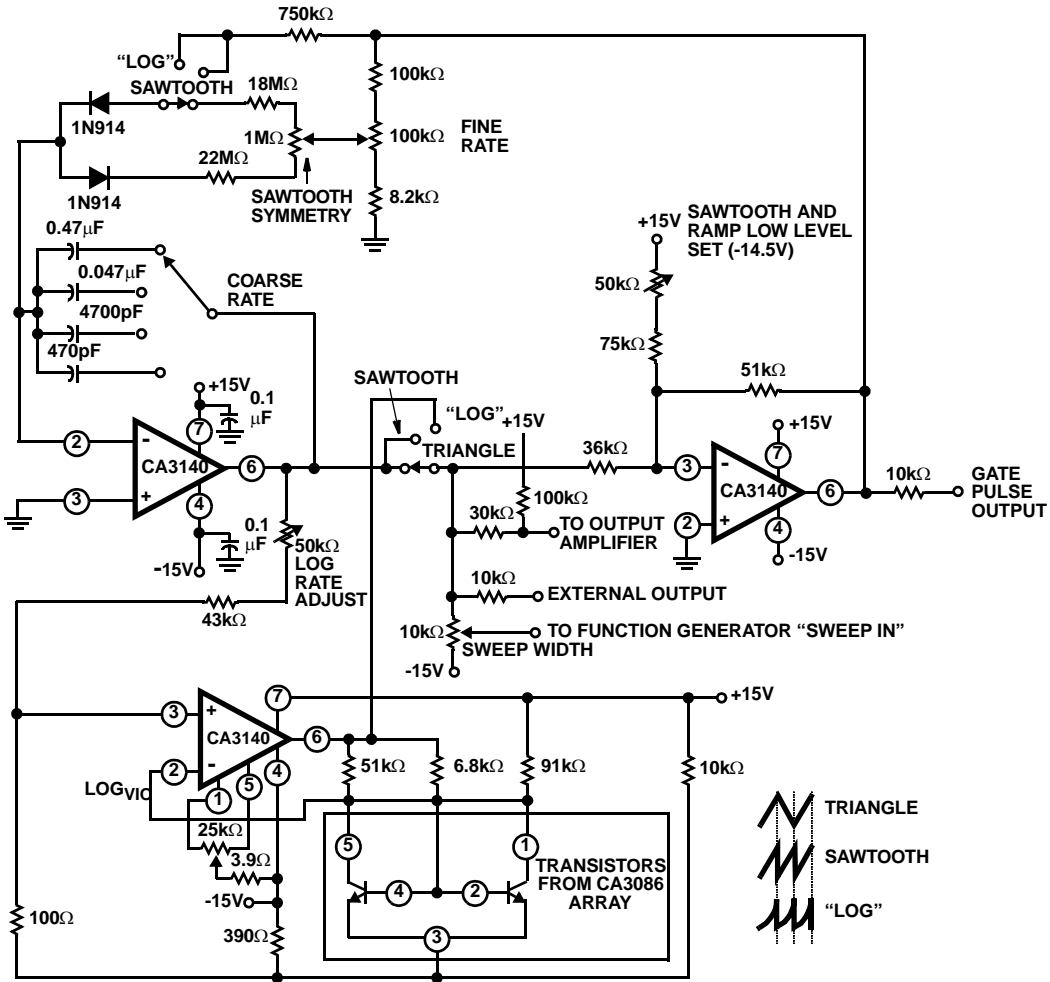 750kΩ
"LOG"
SAWTOOTH
18MΩ
100kΩ
1N914
1MΩ
100kΩ
FINE
RATE
22MΩ
1N914
SAWTOOTH
SYMMETRY
8.2kΩ
0.47μF
0.047μF
4700pF
470pF
COARSE
RATE
+15V
SAWTOOTH AND
RAMP LOW LEVEL
SET (-14.5V)
50kΩ
75kΩ
51kΩ
+15V
0.1
μF
7
2
-
CA3140
6
3
+
4
0.1
μF
-15V
50kΩ
LOG
RATE
ADJUST
43kΩ
SAWTOOTH
"LOG"
+15V
TRIANGLE
36kΩ
100kΩ
30kΩ
TO OUTPUT
AMPLIFIER
10kΩ
EXTERNAL OUTPUT
10kΩ
TO FUNCTION GENERATOR "SWEEP IN"
SWEEP WIDTH
-15V
+15V
7
3
-
CA3140
6
2
+
4
-15V
10kΩ
GATE
PULSE
OUTPUT
7
+15V
3
+
CA3140
6
2
-
4
5
1
LOGVIO
25kΩ
3.9Ω
-15V
390Ω
100Ω
51kΩ
6.8kΩ
91kΩ
10kΩ
5
1
4
2
3
TRANSISTORS
FROM CA3086
ARRAY
TRIANGLE
SAWTOOTH
"LOG"